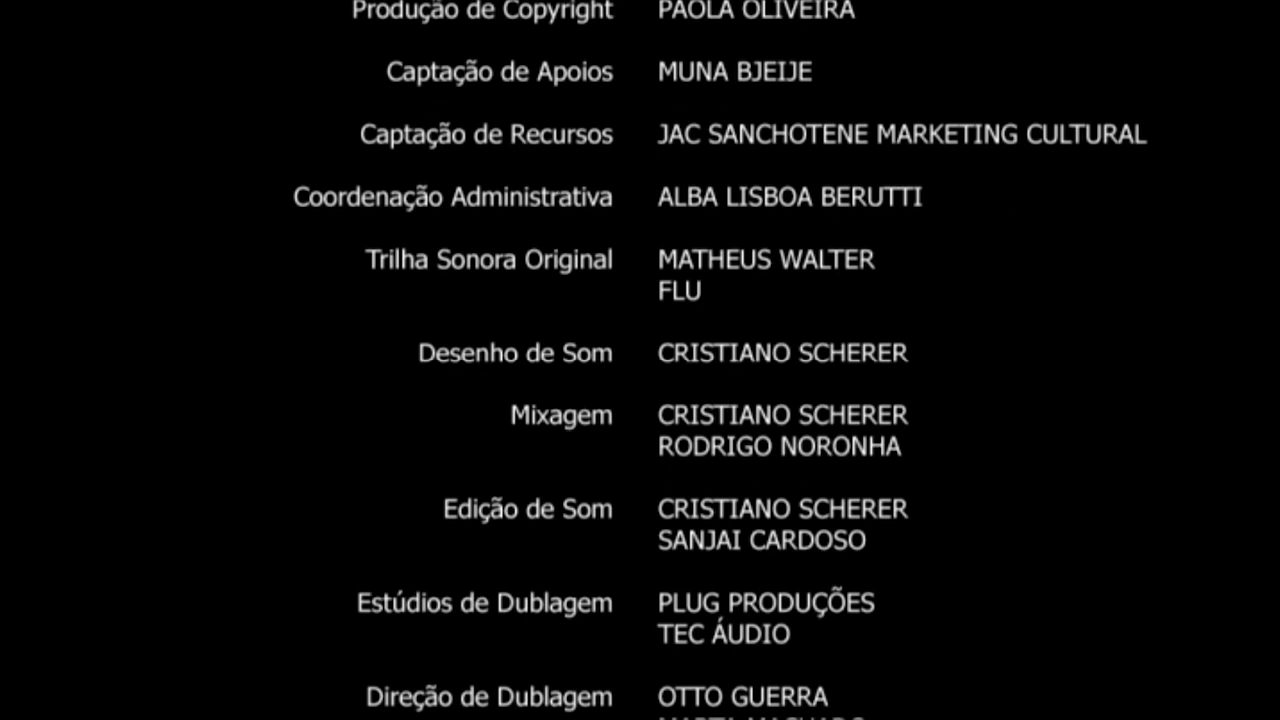 Produção de Copyright PAOLA OLIVEIRA
Captação de Apoios MUNA BJEIJE
Captação de Recursos JAC SANCHOTENE MARKETING CULTURAL
Coordenação Administrativa ALBA LISBOA BERUTTI
Trilha Sonora Original MATHEUS WALTER
FLU
Desenho de Som CRISTIANO SCHERER
Mixagem CRISTIANO SCHERER
RODRIGO NORONHA
Edição de Som CRISTIANO SCHERER
SANJAI CARDOSO
Estúdios de Dublagem PLUG PRODUÇÕES
TEC ÁUDIO
Direção de Dublagem OTTO GUERRA